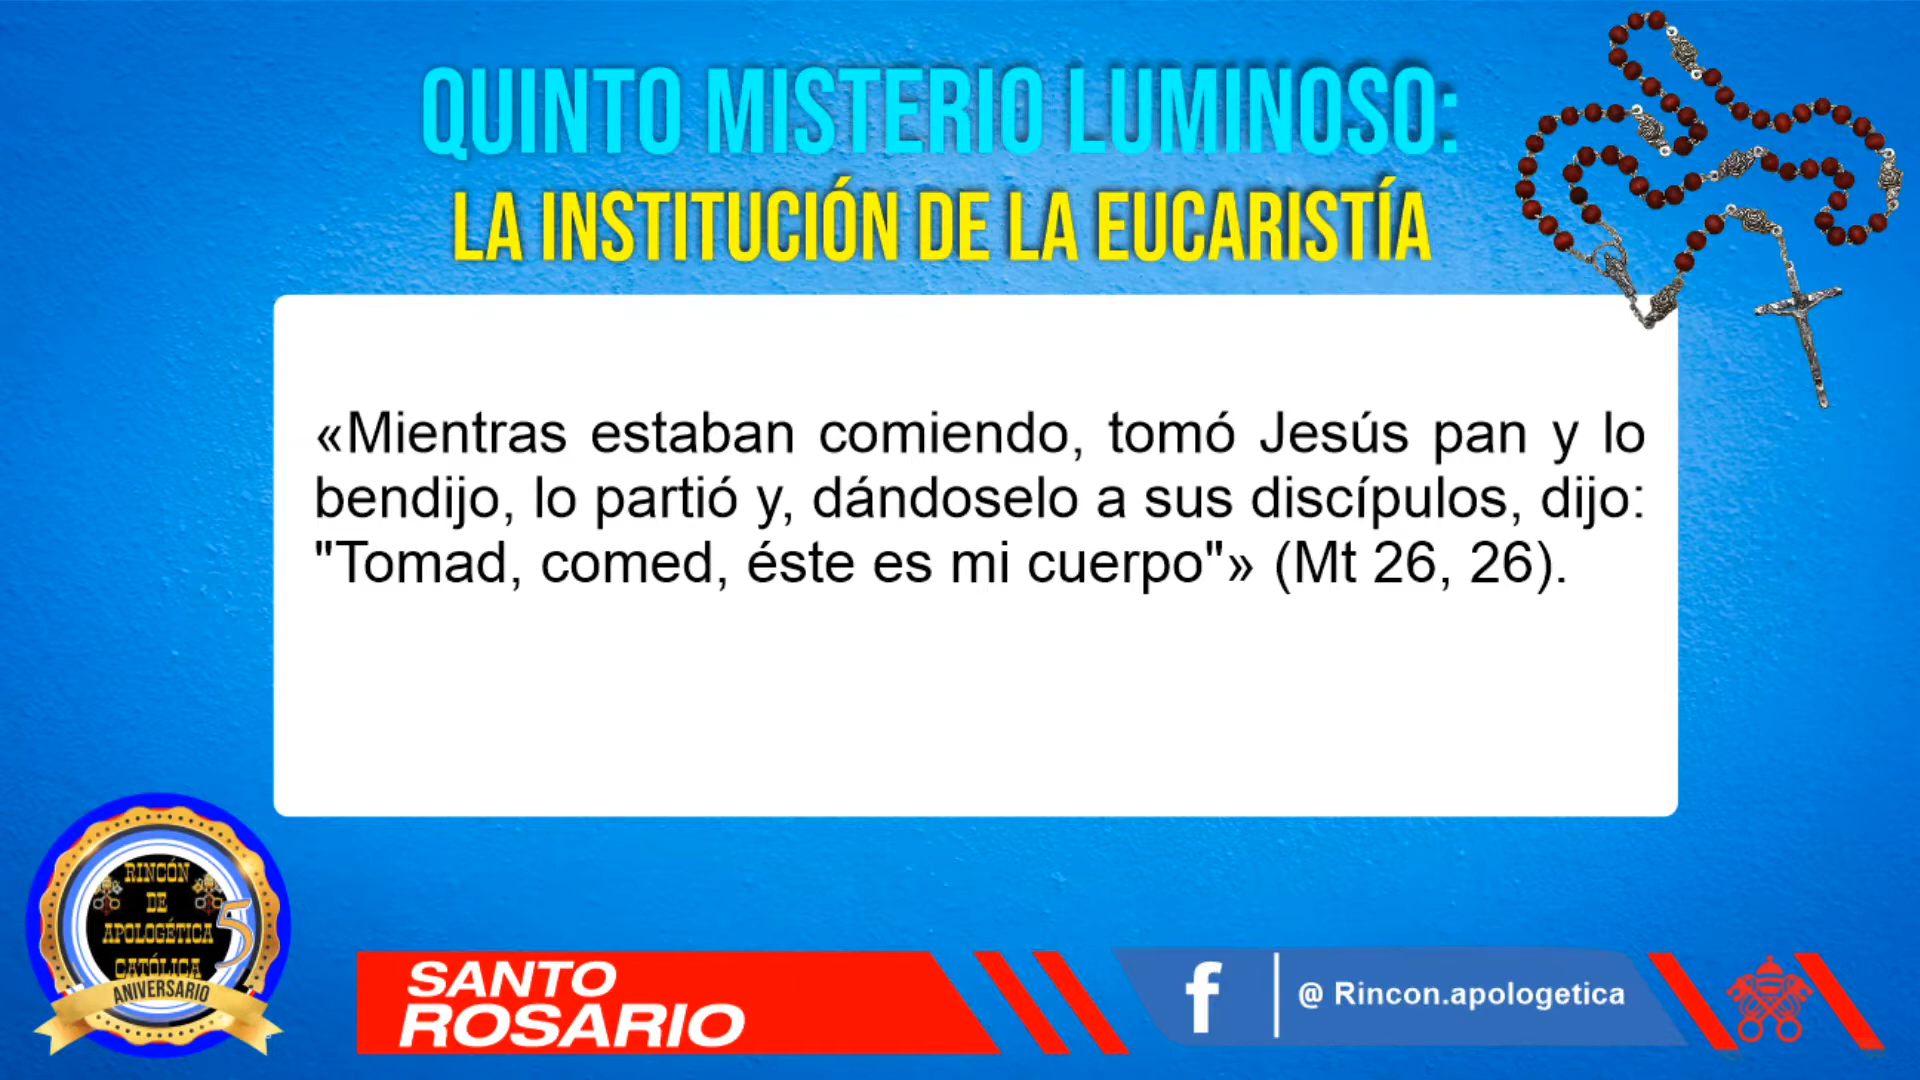 QUINTO MISTERIO LUMINOSO:
LA INSTITUCIÓN DE LA EUCARISTÍA
«Mientras estaban comiendo, tomó Jesús pan y lo
bendijo, lo partió y, dándoselo a sus discípulos, dijo:
"Tomad, comed, éste es mi cuerpo"» (Mt 26, 26).
RINCÓN
DE
APOLOGÉTICA
CATÓLICA
5
ANIVERSARIO
SANTO
ROSARIO
f
@ Rincon.apologetica